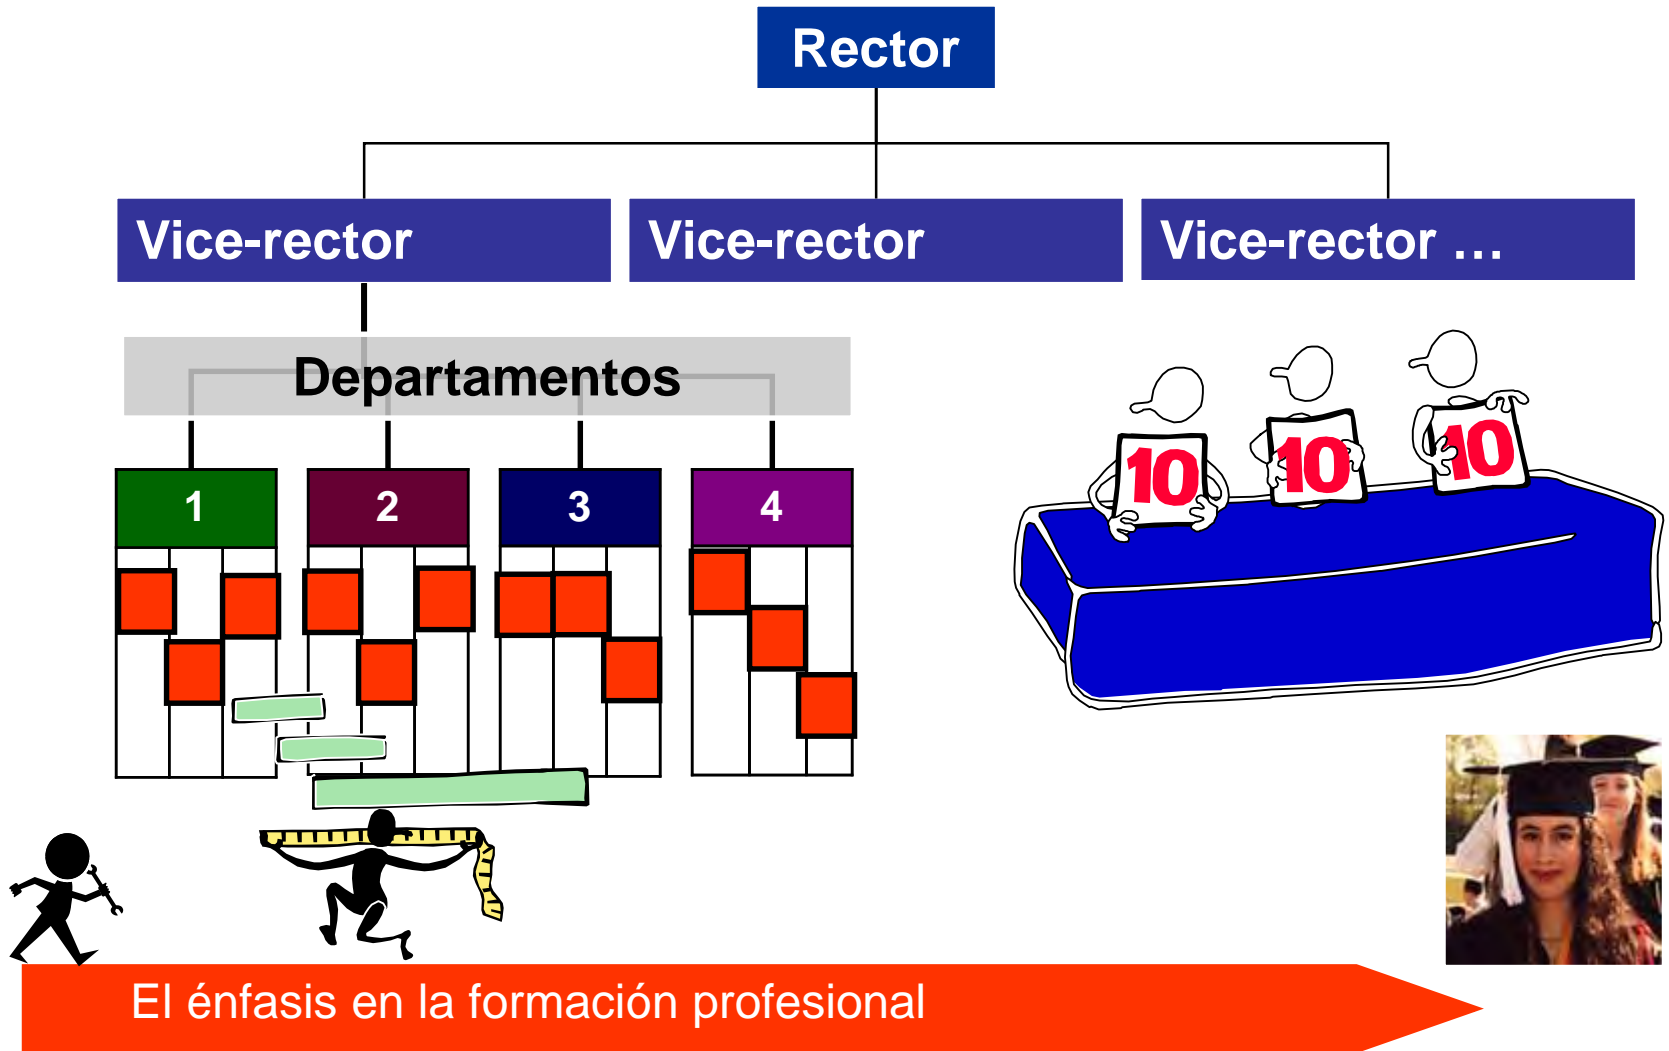 Rector
Vice-rector
Vice-rector
Vice-rector …
Departamentos
1
2
3
4
10
10
10
El énfasis en la formación profesional